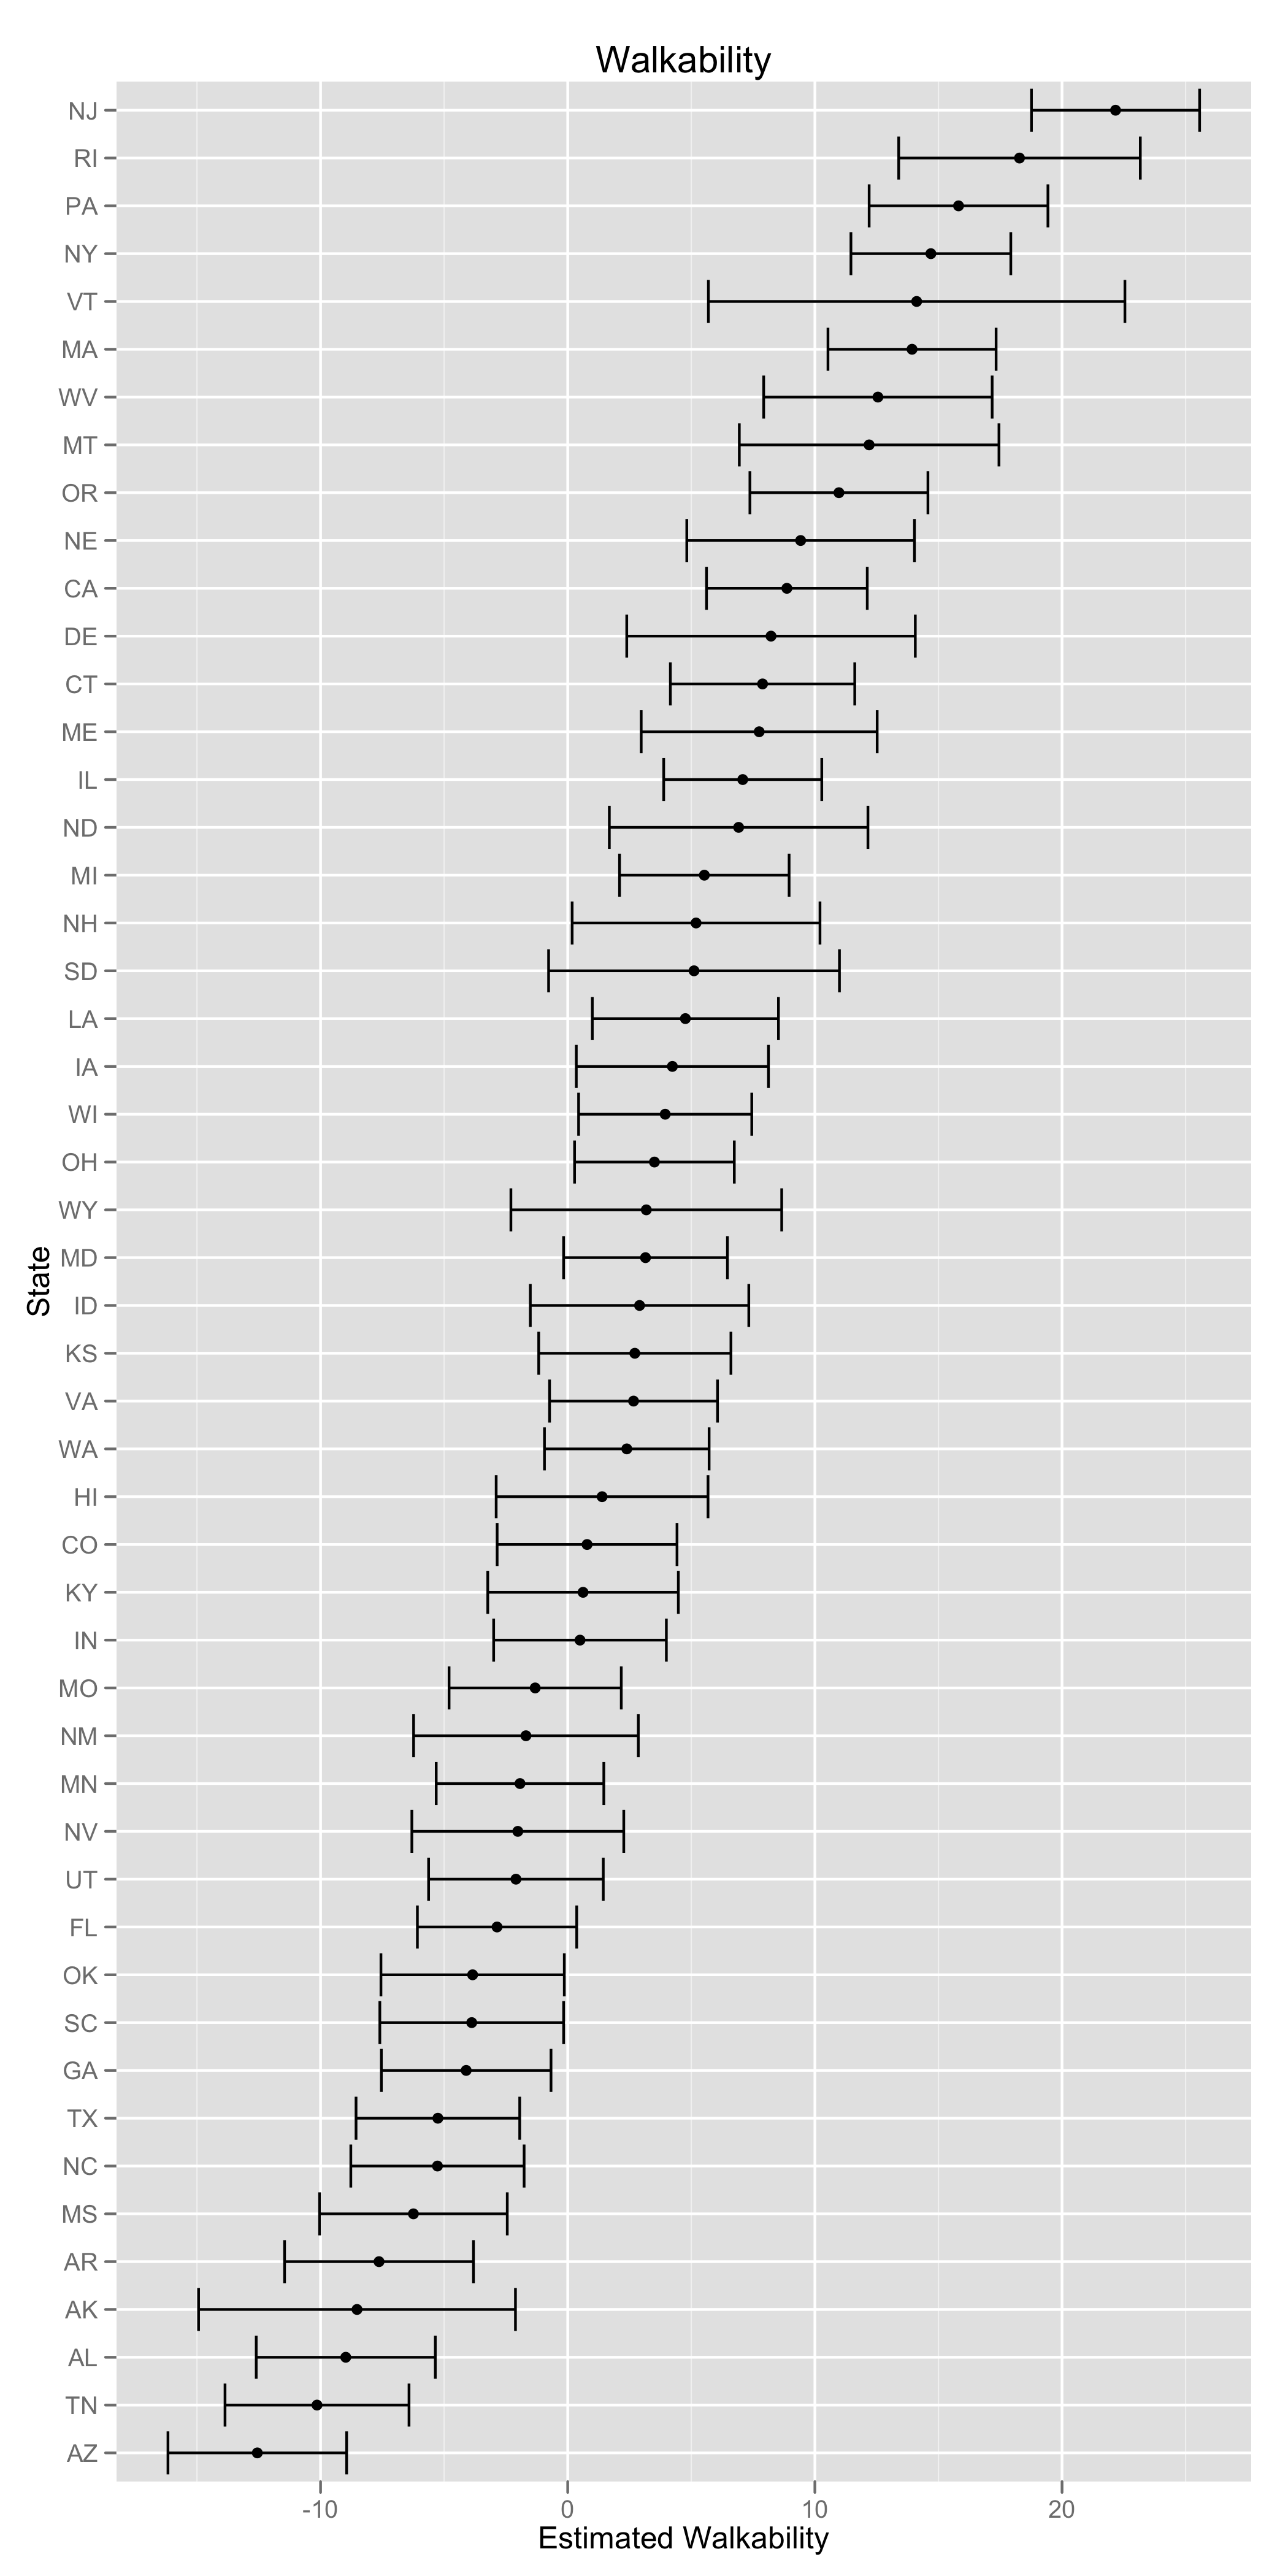 Walkability
NJ
RI
PA
NY
VT
MA
WV
MT
OR
NE
CA
DE
CT
ME
IL
ND
MI
NH
SD
LA
IA
WI
OH
WY
MD
ID
KS
VA
WA
HI
CO
KY
IN
MO
NM
MN
NV
UT
FL
OK
SC
GA
TX
NC
MS
AR
AK
AL
TN
AZ
State
-10 0 10 20
Estimated Walkability